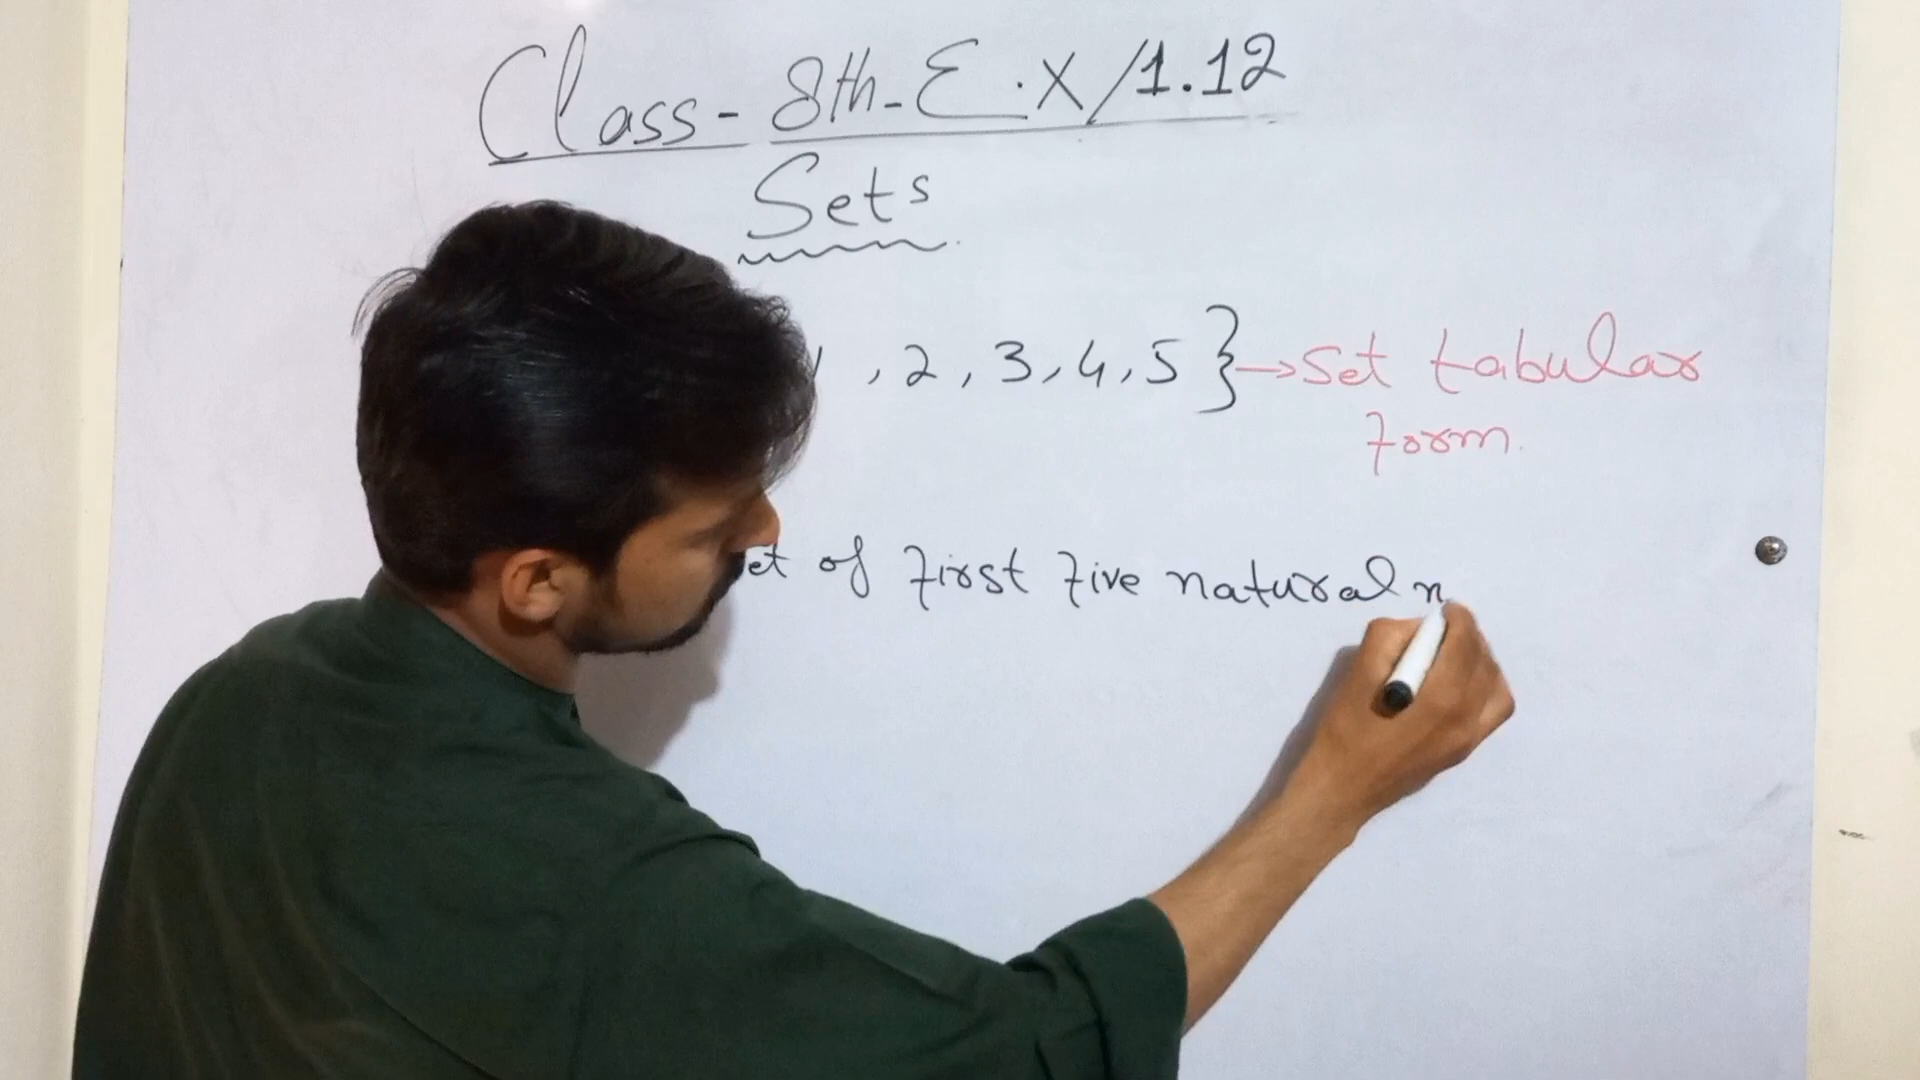 Class - 8th - E.X/1.12
Sets
, 2, 3, 4, 5 } → Set tabular
form.
et of first five natural n